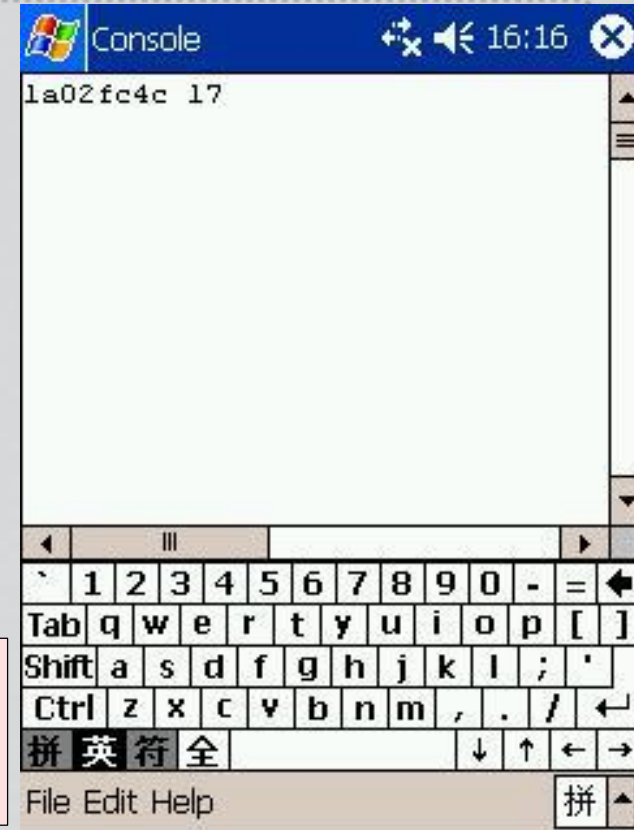 Console 16:16
1a02fc4c 17
` 1 2 3 4 5 6 7 8 9 0 - =
Tab q w e r t y u i o p [ ]
Shift a s d f g h j k l ; '
Ctrl z x c v b n m , . /
拼 英 符 全 ↓ ↑ ← →
File Edit Help 拼